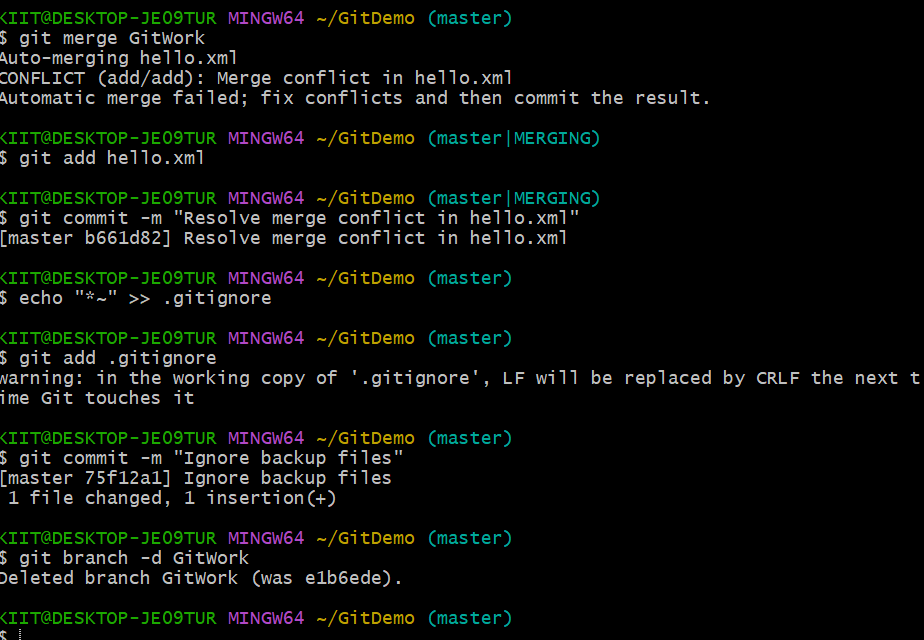 KIIT@DESKTOP-JE09TUR MINGW64 ~/GitDemo (master)
$ git merge GitWork
Auto-merging hello.xml
CONFLICT (add/add): Merge conflict in hello.xml
Automatic merge failed; fix conflicts and then commit the result.
KIIT@DESKTOP-JE09TUR MINGW64 ~/GitDemo (master|MERGING)
$ git add hello.xml
KIIT@DESKTOP-JE09TUR MINGW64 ~/GitDemo (master|MERGING)
$ git commit -m "Resolve merge conflict in hello.xml"
[master b661d82] Resolve merge conflict in hello.xml
KIIT@DESKTOP-JE09TUR MINGW64 ~/GitDemo (master)
$ echo "*~" >> .gitignore
KIIT@DESKTOP-JE09TUR MINGW64 ~/GitDemo (master)
$ git add .gitignore
warning: in the working copy of '.gitignore', LF will be replaced by CRLF the next t
ime Git touches it
KIIT@DESKTOP-JE09TUR MINGW64 ~/GitDemo (master)
$ git commit -m "Ignore backup files"
[master 75f12a1] Ignore backup files
 1 file changed, 1 insertion(+)
KIIT@DESKTOP-JE09TUR MINGW64 ~/GitDemo (master)
$ git branch -d GitWork
Deleted branch GitWork (was e1b6ede).
KIIT@DESKTOP-JE09TUR MINGW64 ~/GitDemo (master)
$